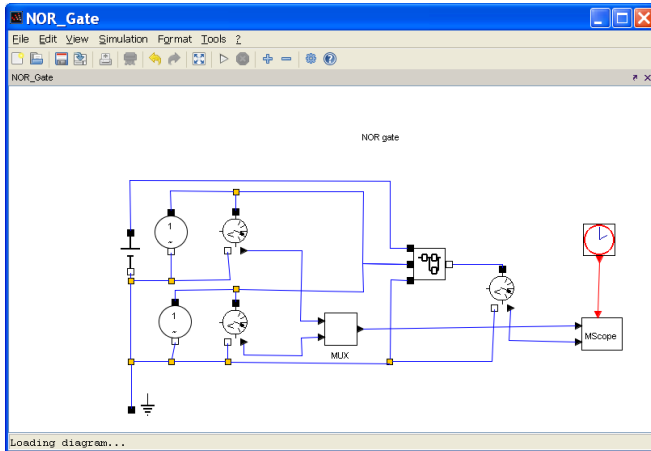 NOR_Gate
File Edit View Simulation Format Tools ?
NOR_Gate
NOR gate
1
~
1
~
MUX
MScope
Loading diagram...